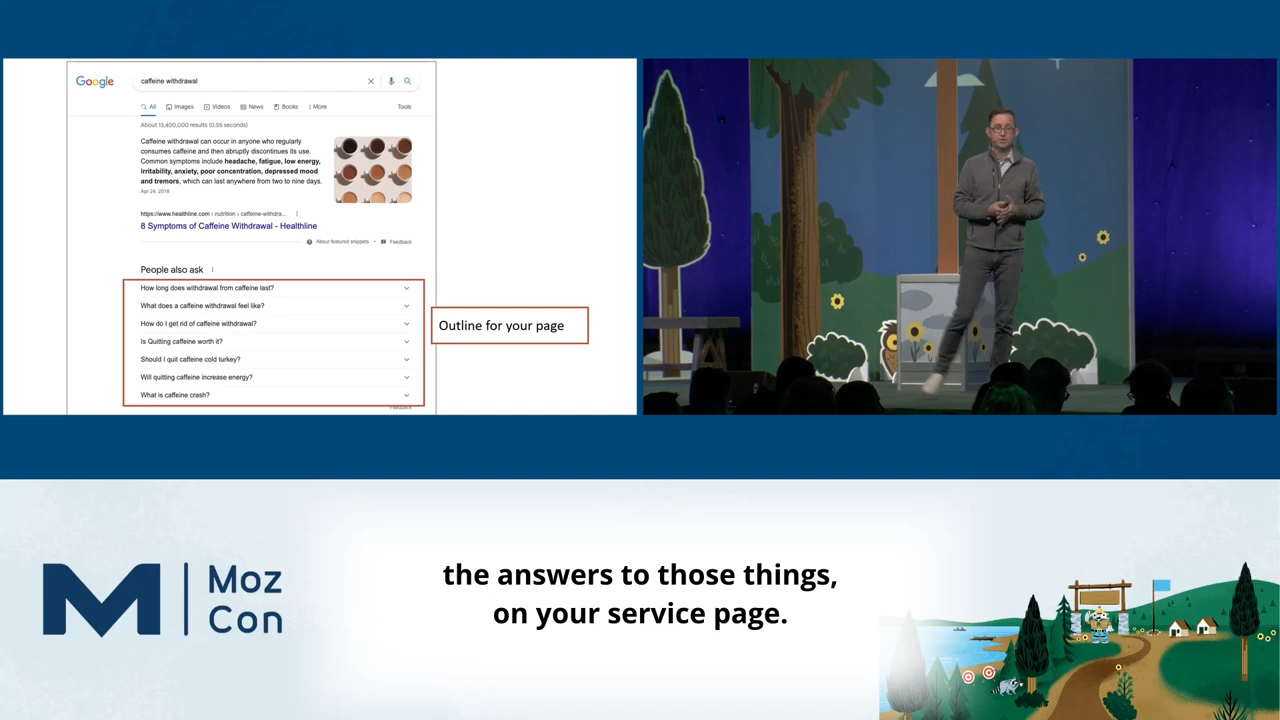 Google
caffeine withdrawal
All Images Videos News Books More Tools
About 13,400,000 results (0.55 seconds)
Caffeine withdrawal can occur in anyone who regularly
consumes caffeine and then abruptly discontinues its use.
Common symptoms include headache, fatigue, low energy,
irritability, anxiety, poor concentration, depressed mood
and tremors, which can last anywhere from two to nine days.
Apr 24, 2018
https://www.healthline.com › nutrition › caffeine-withdra...
8 Symptoms of Caffeine Withdrawal - Healthline
About featured snippets • Feedback
People also ask
How long does withdrawal from caffeine last?
What does a caffeine withdrawal feel like?
How do I get rid of caffeine withdrawal?
Is Quitting caffeine worth it?
Should I quit caffeine cold turkey?
Will quitting caffeine increase energy?
What is caffeine crash?
Feedback
Outline for your page
Moz
Con
the answers to those things,
on your service page.